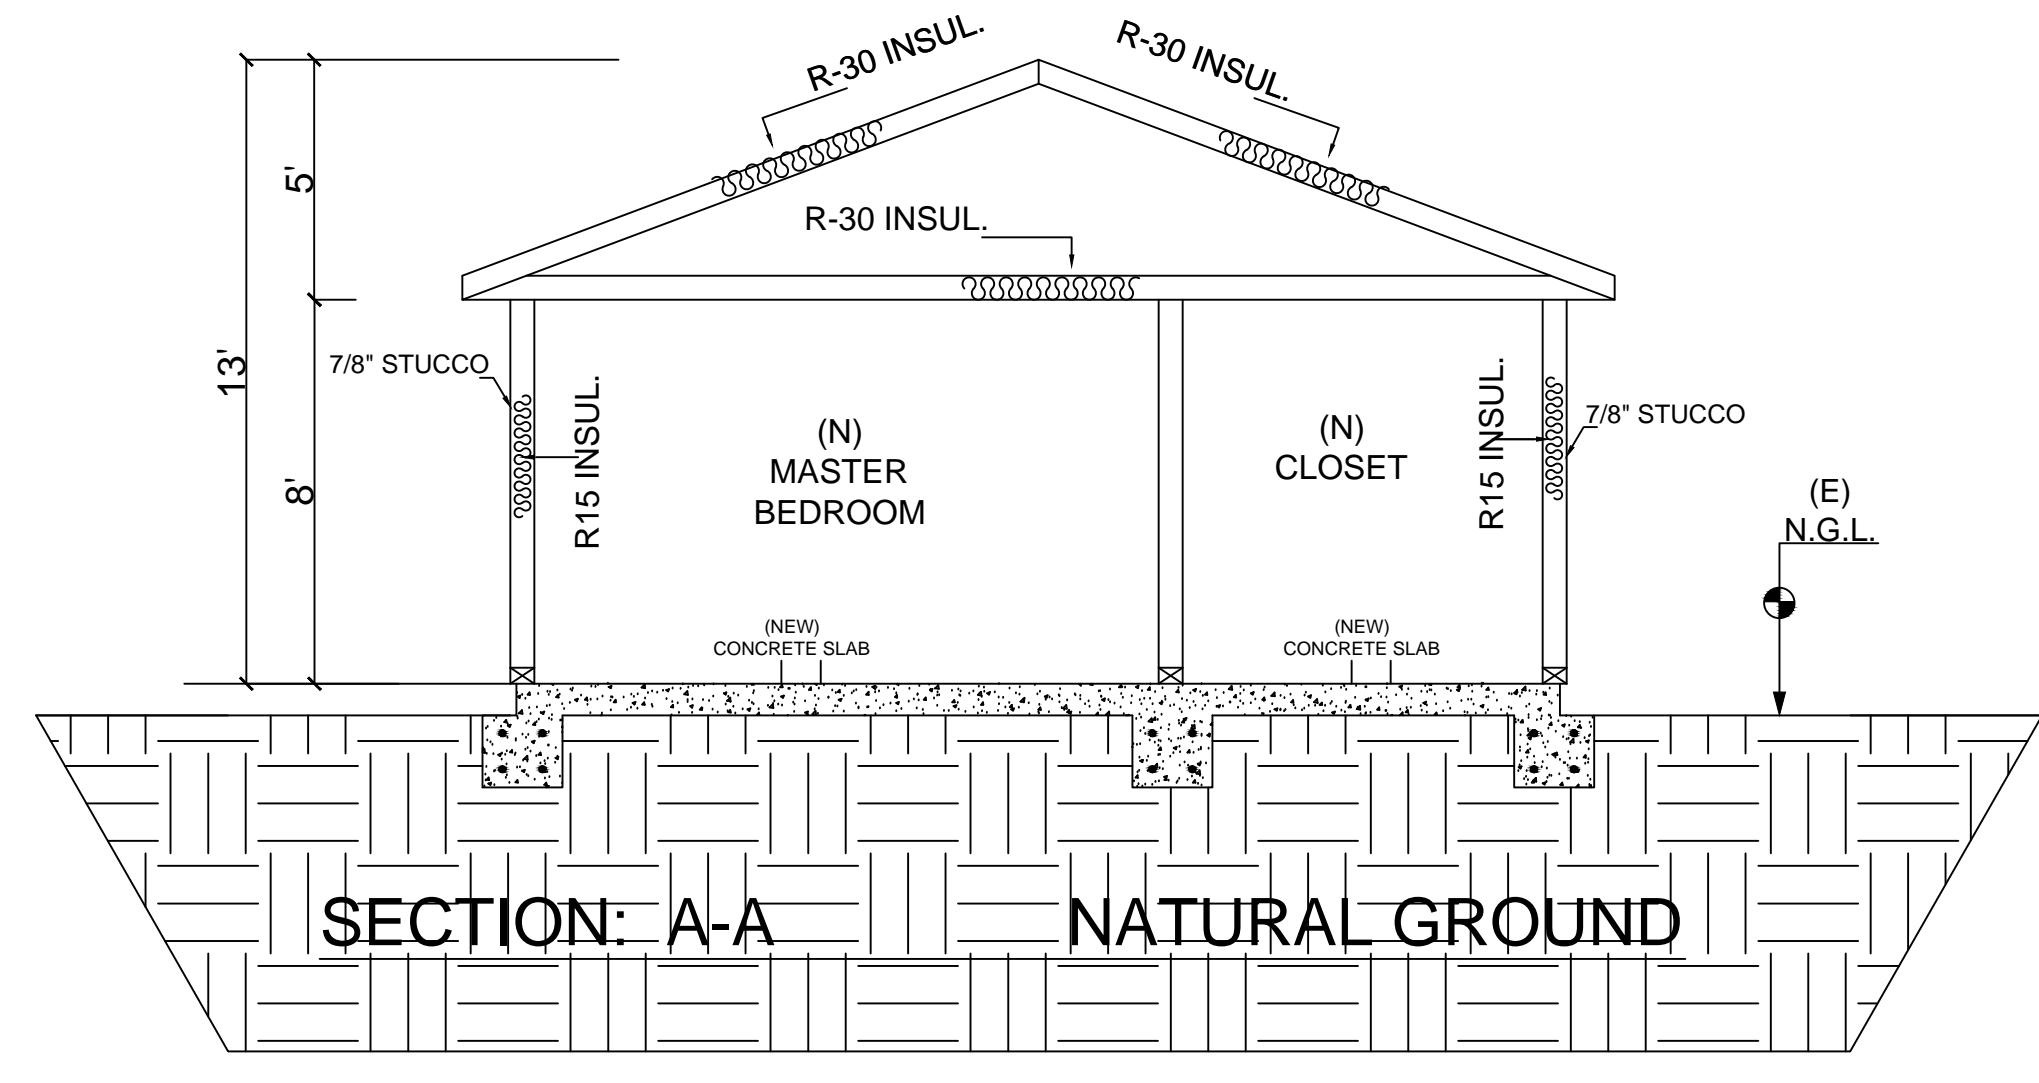 R-30 INSUL.
R-30 INSUL.
5'
R-30 INSUL.
13'
7/8" STUCCO
R15 INSUL.
8'
(N)
MASTER
BEDROOM
(N)
CLOSET
R15 INSUL.
7/8" STUCCO
(E)
N.G.L.
(NEW)
CONCRETE SLAB
(NEW)
CONCRETE SLAB
SECTION: A-A
NATURAL GROUND